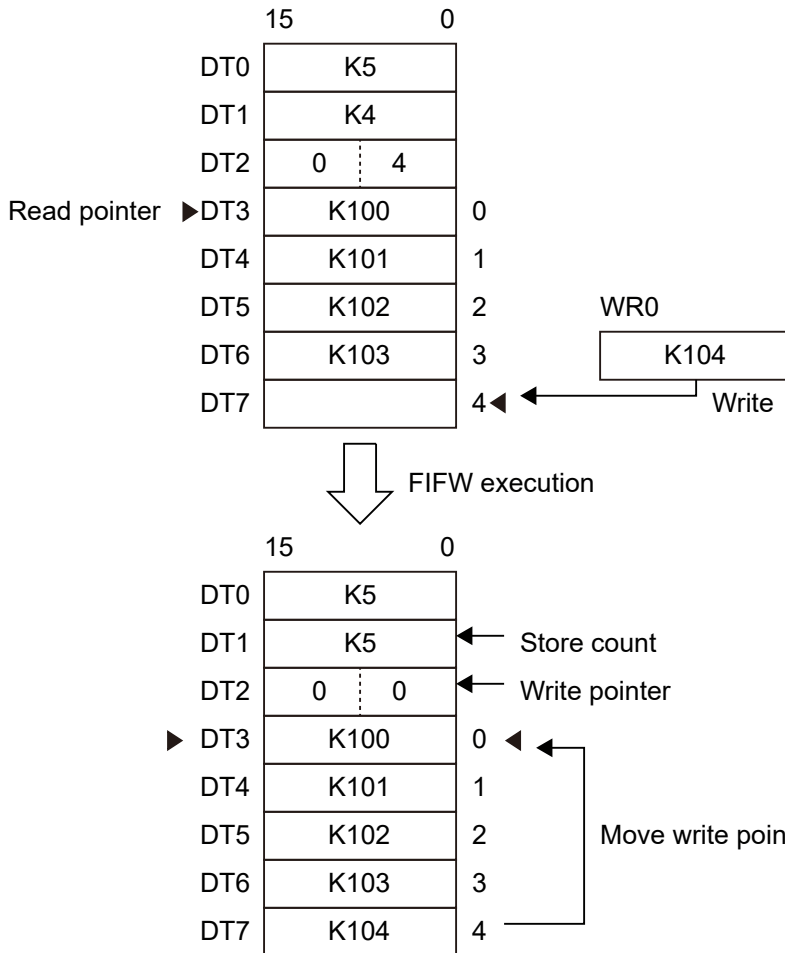 15 0
DT0 K5
DT1 K4
DT2 0 4
Read pointer DT3 K100 0
DT4 K101 1
DT5 K102 2
WR0
DT6 K103 3 K104
DT7 4 Write
FIFW execution
15 0
DT0 K5
DT1 K5 Store count
DT2 0 0 Write pointer
DT3 K100 0
DT4 K101 1
DT5 K102 2 Move write poin
DT6 K103 3
DT7 K104 4